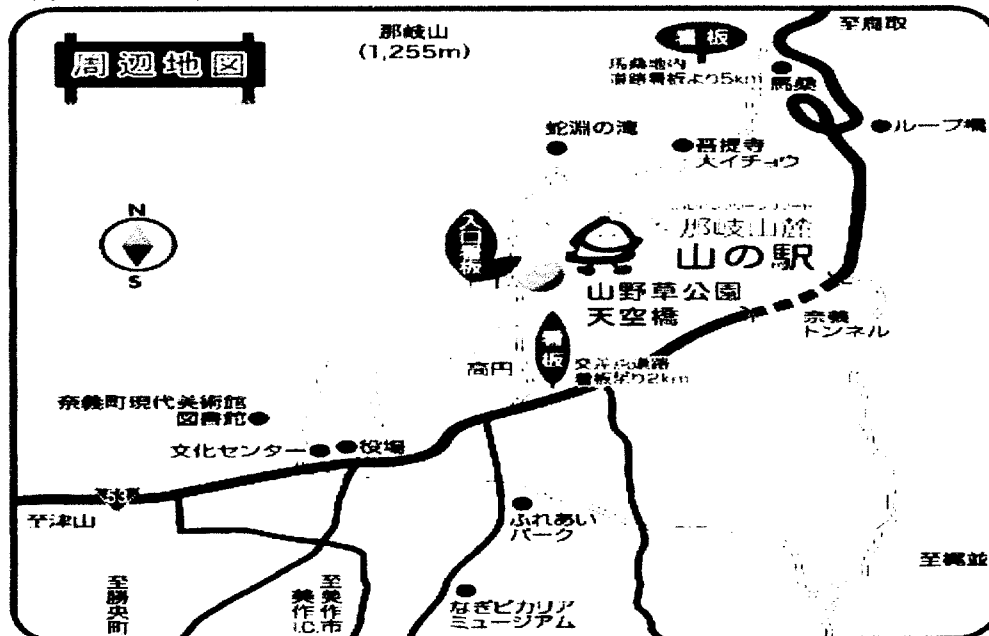 周辺地図
那岐山
(1,255m)
看板
馬桑地内
道路看板より5km
至鳥取
馬桑
ループ橋
蛇淵の滝
菩提寺
大イチョウ
N
S
入口看板
那岐山麓
山の駅
山野草公園
天空橋
看板
高円
道路
看板より2km
トンネル
奈義町現代美術館
図書館
文化センター
役場
53
至津山
ふれあい
パーク
至梶並
至勝央町
至美作市
美作I.C.
なぎビカリア
ミュージアム